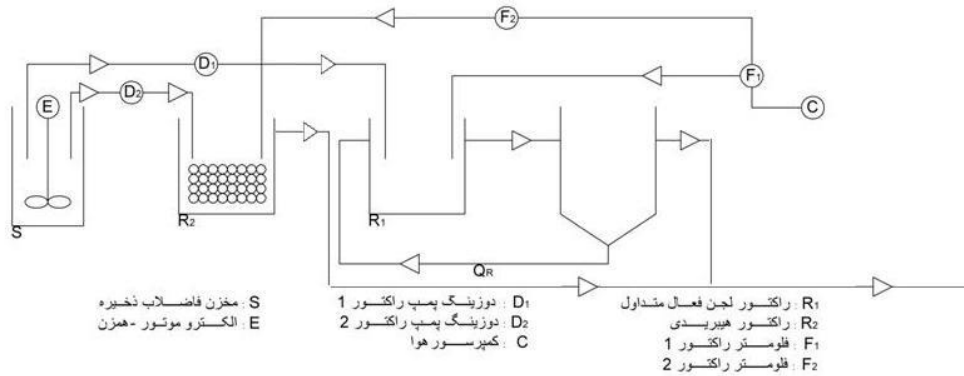 F2
D1
F1
E
D2
C
R2
R1
S
QR
S : مخزن فاضلاب ذخیره
E : الکترو موتور - همزن
D1 : دوزینگ پمپ راکتور 1
D2 : دوزینگ پمپ راکتور 2
C : کمپرسور هوا
R1 : راکتور لجن فعال متداول
R2 : راکتور هیبریدی
F1 : فلومتر راکتور 1
F2 : فلومتر راکتور 2